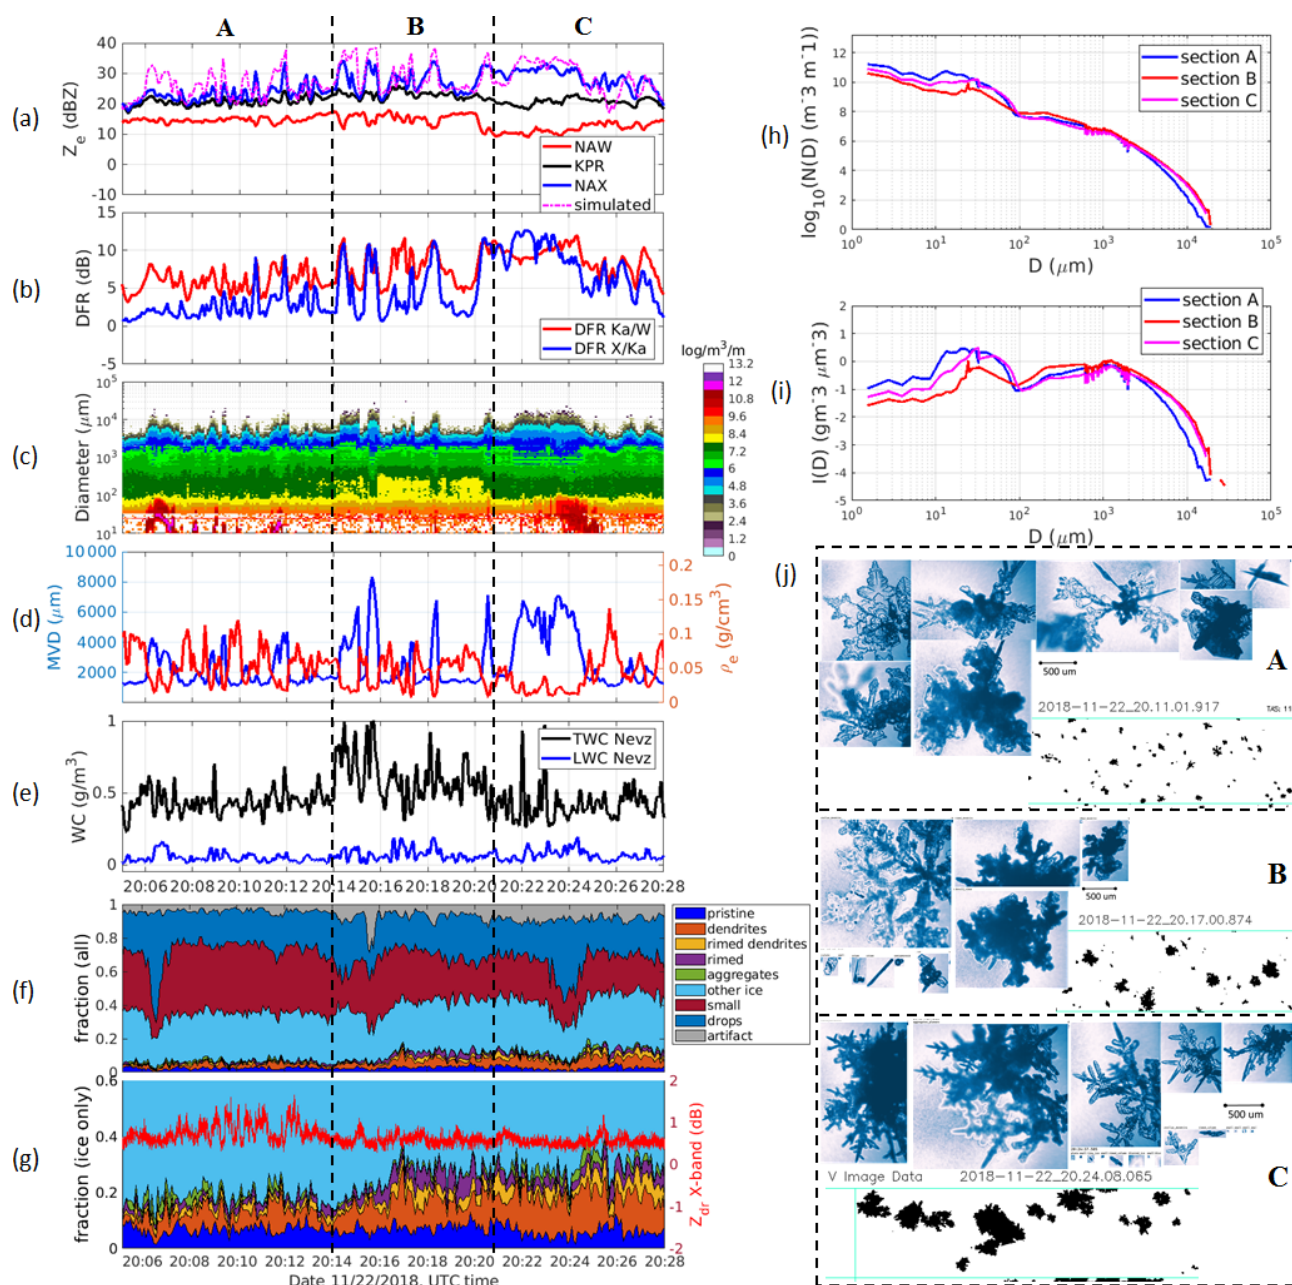 A B C
(a)
Z_e (dBZ)
40
30
20
10
0
-10
NAW
KPR
NAX
simulated
(b)
DFR (dB)
15
10
5
0
-5
DFR Ka/W
DFR X/Ka
(c)
Diameter (μm)
10^5
10^4
10^3
10^2
10^1
log/m^3/m
13.2
12
10.8
9.6
8.4
7.2
6
4.8
3.6
2.4
1.2
0
(d)
MVD (μm)
10 000
8000
6000
4000
2000
ρ_e (g/cm^3)
0.2
0.15
0.1
0.05
0
(e)
WC (g/m^3)
1
0.5
0
TWC Nevz
LWC Nevz
20:06 20:08 20:10 20:12 20:14 20:16 20:18 20:20 20:22 20:24 20:26 20:28
(f)
fraction (all)
1
0.8
0.6
0.4
0.2
0
pristine
dendrites
rimed dendrites
rimed
aggregates
other ice
small
drops
artifact
(g)
fraction (ice only)
0.6
0.4
0.2
0
Z_dr X-band (dB)
2
1
0
-1
-2
20:06 20:08 20:10 20:12 20:14 20:16 20:18 20:20 20:22 20:24 20:26 20:28
Date 11/22/2018, UTC time
(h)
log_10(N(D) (m^-3 m^-1))
12
10
8
6
4
2
0
section A
section B
section C
10^0 10^1 10^2 10^3 10^4 10^5
D (μm)
(i)
I(D) (gm^-3 μm^-3)
2
1
0
-1
-2
-3
-4
-5
section A
section B
section C
10^0 10^1 10^2 10^3 10^4 10^5
D (μm)
(j)
A
500 um
2018-11-22_20.11.01.917
TAS: 11
B
500 um
2018-11-22_20.17.00.874
500 um
V Image Data 2018-11-22_20.24.08.065
C